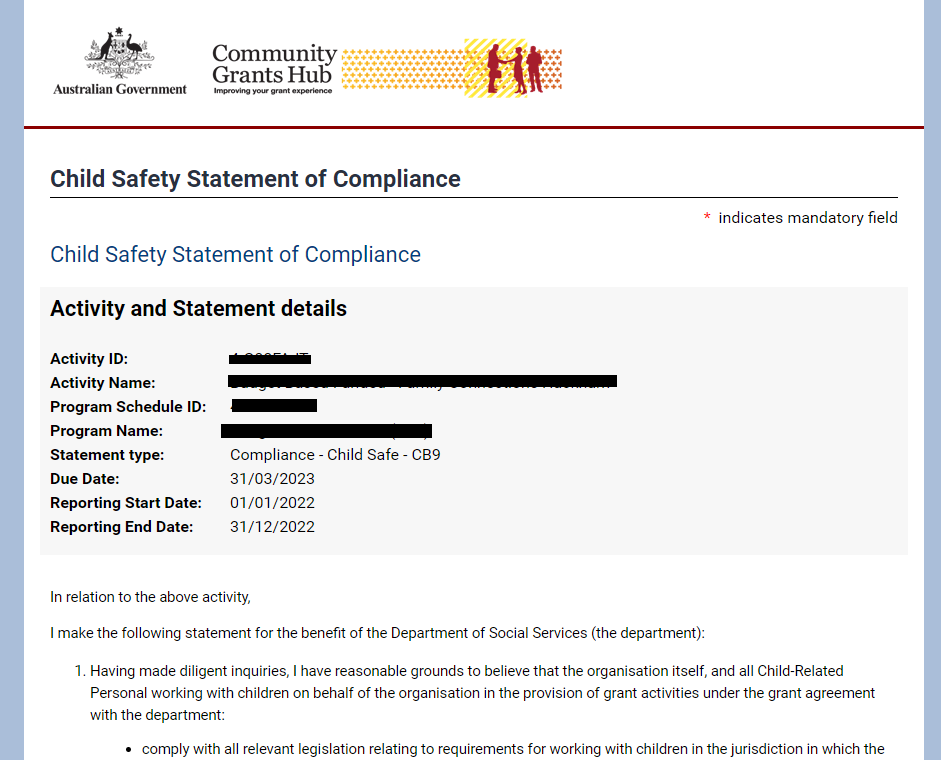 Australian Government
Community
Grants Hub
Improving your grant experience
Child Safety Statement of Compliance
* indicates mandatory field
Child Safety Statement of Compliance
Activity and Statement details
Activity ID:
Activity Name:
Program Schedule ID:
Program Name:
Statement type: Compliance - Child Safe - CB9
Due Date: 31/03/2023
Reporting Start Date: 01/01/2022
Reporting End Date: 31/12/2022
In relation to the above activity,
I make the following statement for the benefit of the Department of Social Services (the department):
1. Having made diligent inquiries, I have reasonable grounds to believe that the organisation itself, and all Child-Related
Personal working with children on behalf of the organisation in the provision of grant activities under the grant agreement
with the department:
• comply with all relevant legislation relating to requirements for working with children in the jurisdiction in which the